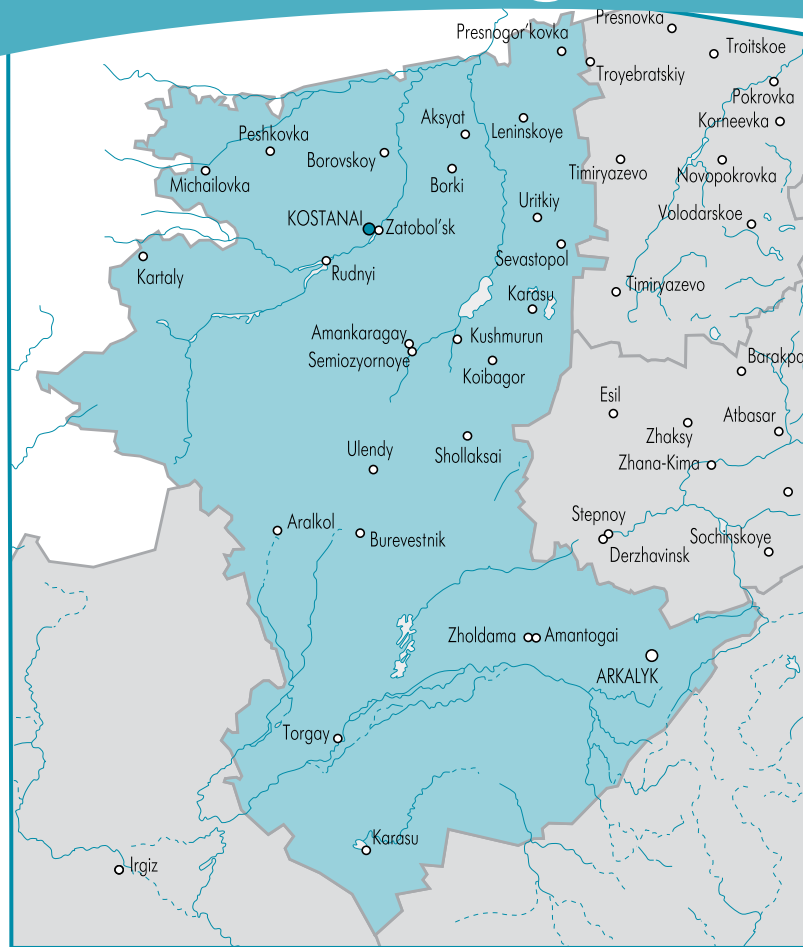 Presnovka
Presnogor'kovka
Troitskoe
Troyebratskiy
Pokrovka
Aksyat
Leninskoye
Korneevka
Peshkovka
Borovskoy
Timiryazevo
Novopokrovka
Michailovka
Borki
Uritkiy
Volodarskoe
KOSTANAI
Zatobol'sk
Sevastopol
Kartaly
Rudnyi
Karasu
Timiryazevo
Amankaragay
Kushmurun
Semiozyornoye
Koibagor
Barakpa
Esil
Atbasar
Zhaksy
Ulendy
Shollaksai
Zhana-Kima
Stepnoy
Aralkol
Burevestnik
Sochinskoye
Derzhavinsk
Zholdama
Amantogai
ARKALYK
Torgay
Karasu
Irgiz